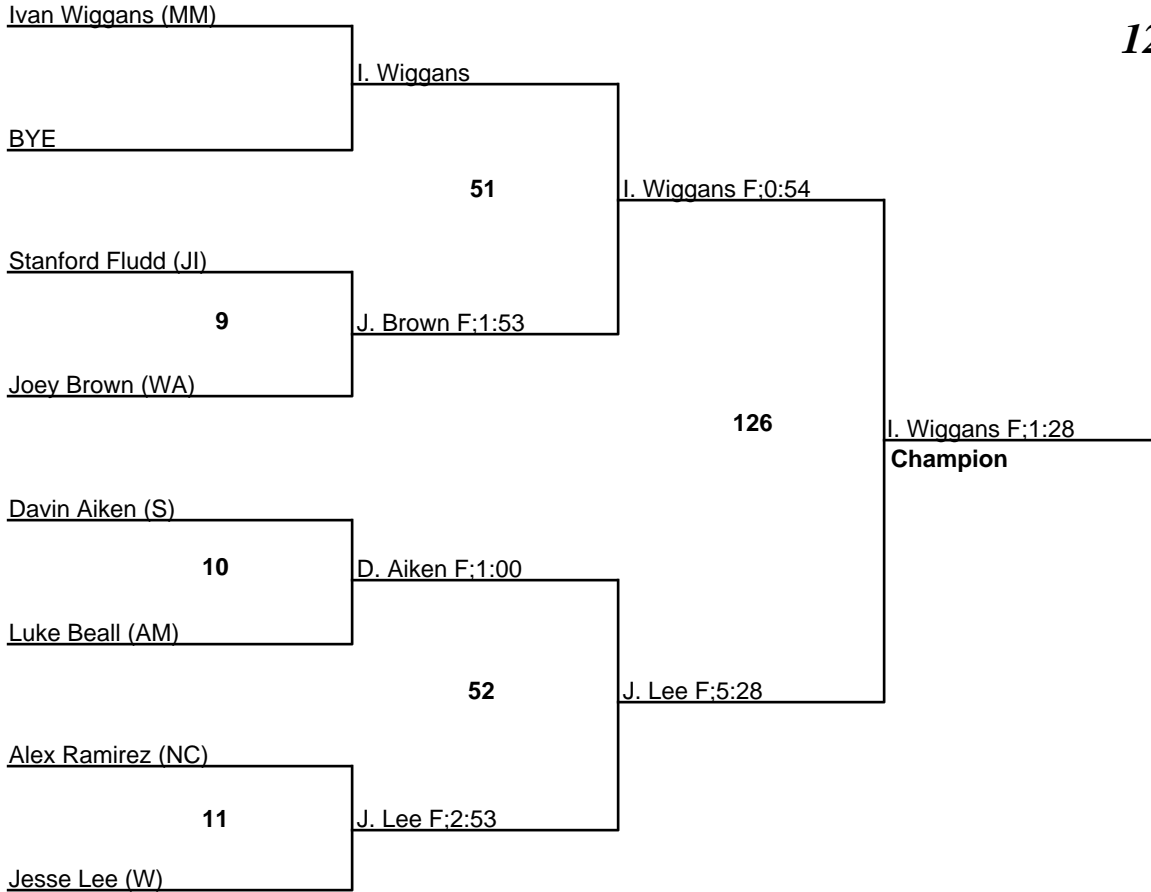 Ivan Wiggans (MM)
12
I. Wiggans
BYE
51
I. Wiggans F;0:54
Stanford Fludd (JI)
9
J. Brown F;1:53
Joey Brown (WA)
126
I. Wiggans F;1:28
Champion
Davin Aiken (S)
10
D. Aiken F;1:00
Luke Beall (AM)
52
J. Lee F;5:28
Alex Ramirez (NC)
11
J. Lee F;2:53
Jesse Lee (W)